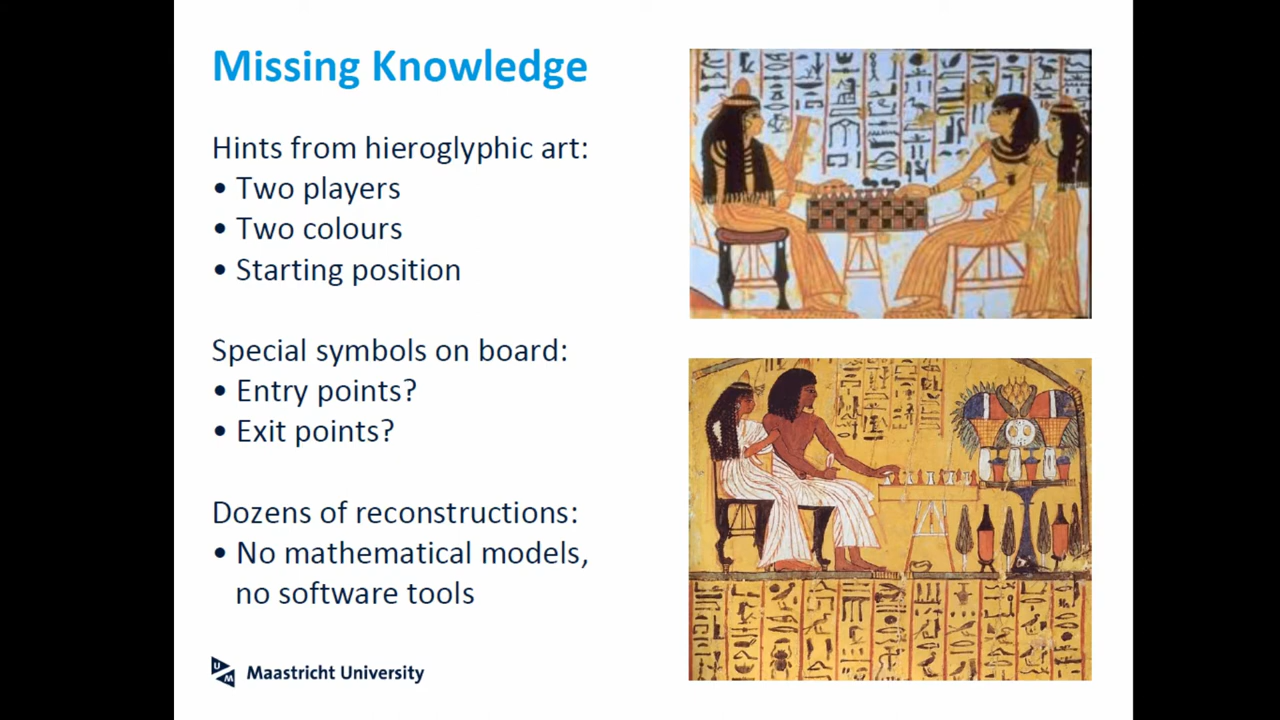 Missing Knowledge
Hints from hieroglyphic art:
• Two players
• Two colours
• Starting position
Special symbols on board:
• Entry points?
• Exit points?
Dozens of reconstructions:
• No mathematical models,
no software tools
UM Maastricht University